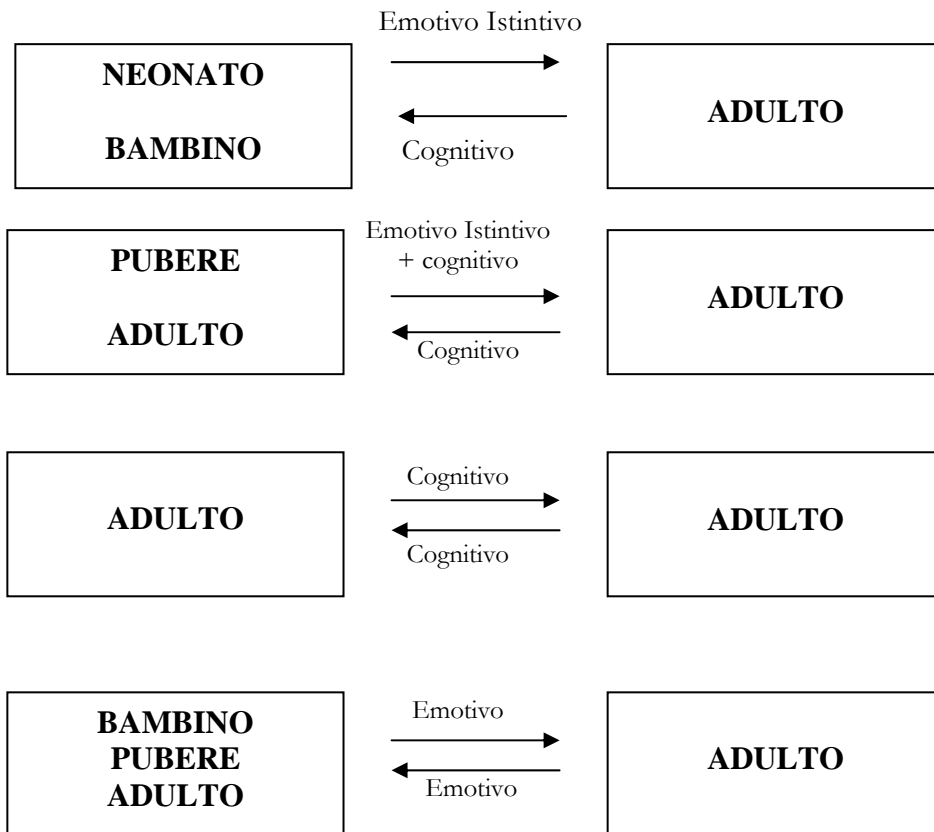 Emotivo Istintivo
NEONATO
BAMBINO
ADULTO
Cognitivo
Emotivo Istintivo
+ cognitivo
PUBERE
ADULTO
ADULTO
Cognitivo
Cognitivo
ADULTO
ADULTO
Cognitivo
Emotivo
BAMBINO
PUBERE
ADULTO
ADULTO
Emotivo